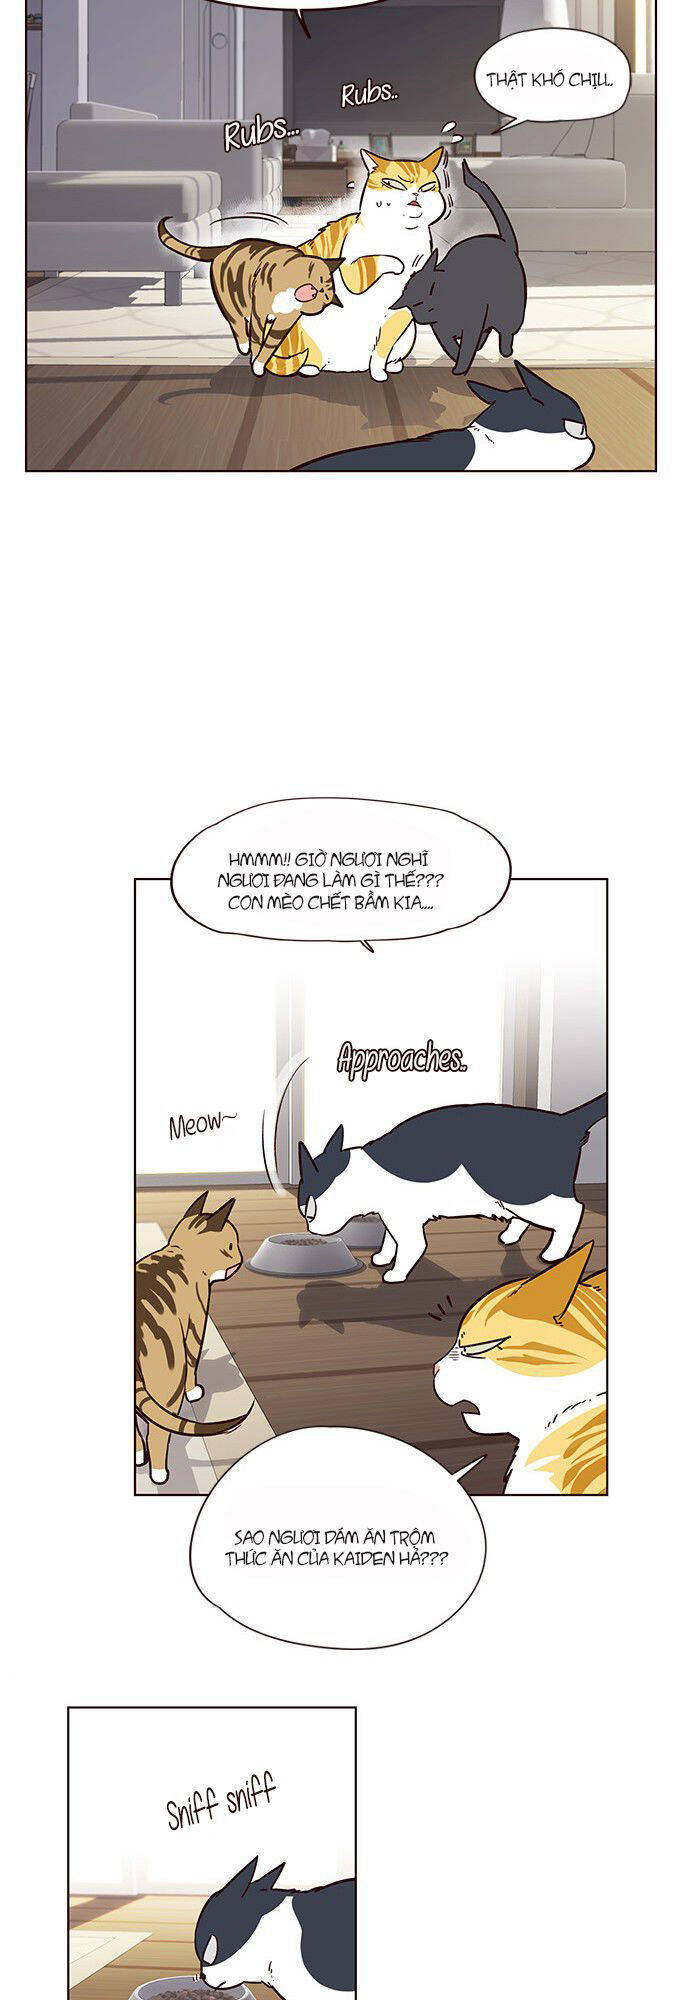 THẬT KHÓ CHỊU..
Rubs..
Rubs...
HMMM!! GIỜ NGƯƠI NGHĨ
NGƯƠI ĐANG LÀM GÌ THẾ???
CON MÈO CHẾT BẦM KIA....
Approaches..
Meow~
SAO NGƯƠI DÁM ĂN TRỘM
THỨC ĂN CỦA KAIDEN HẢ???
Sniff sniff